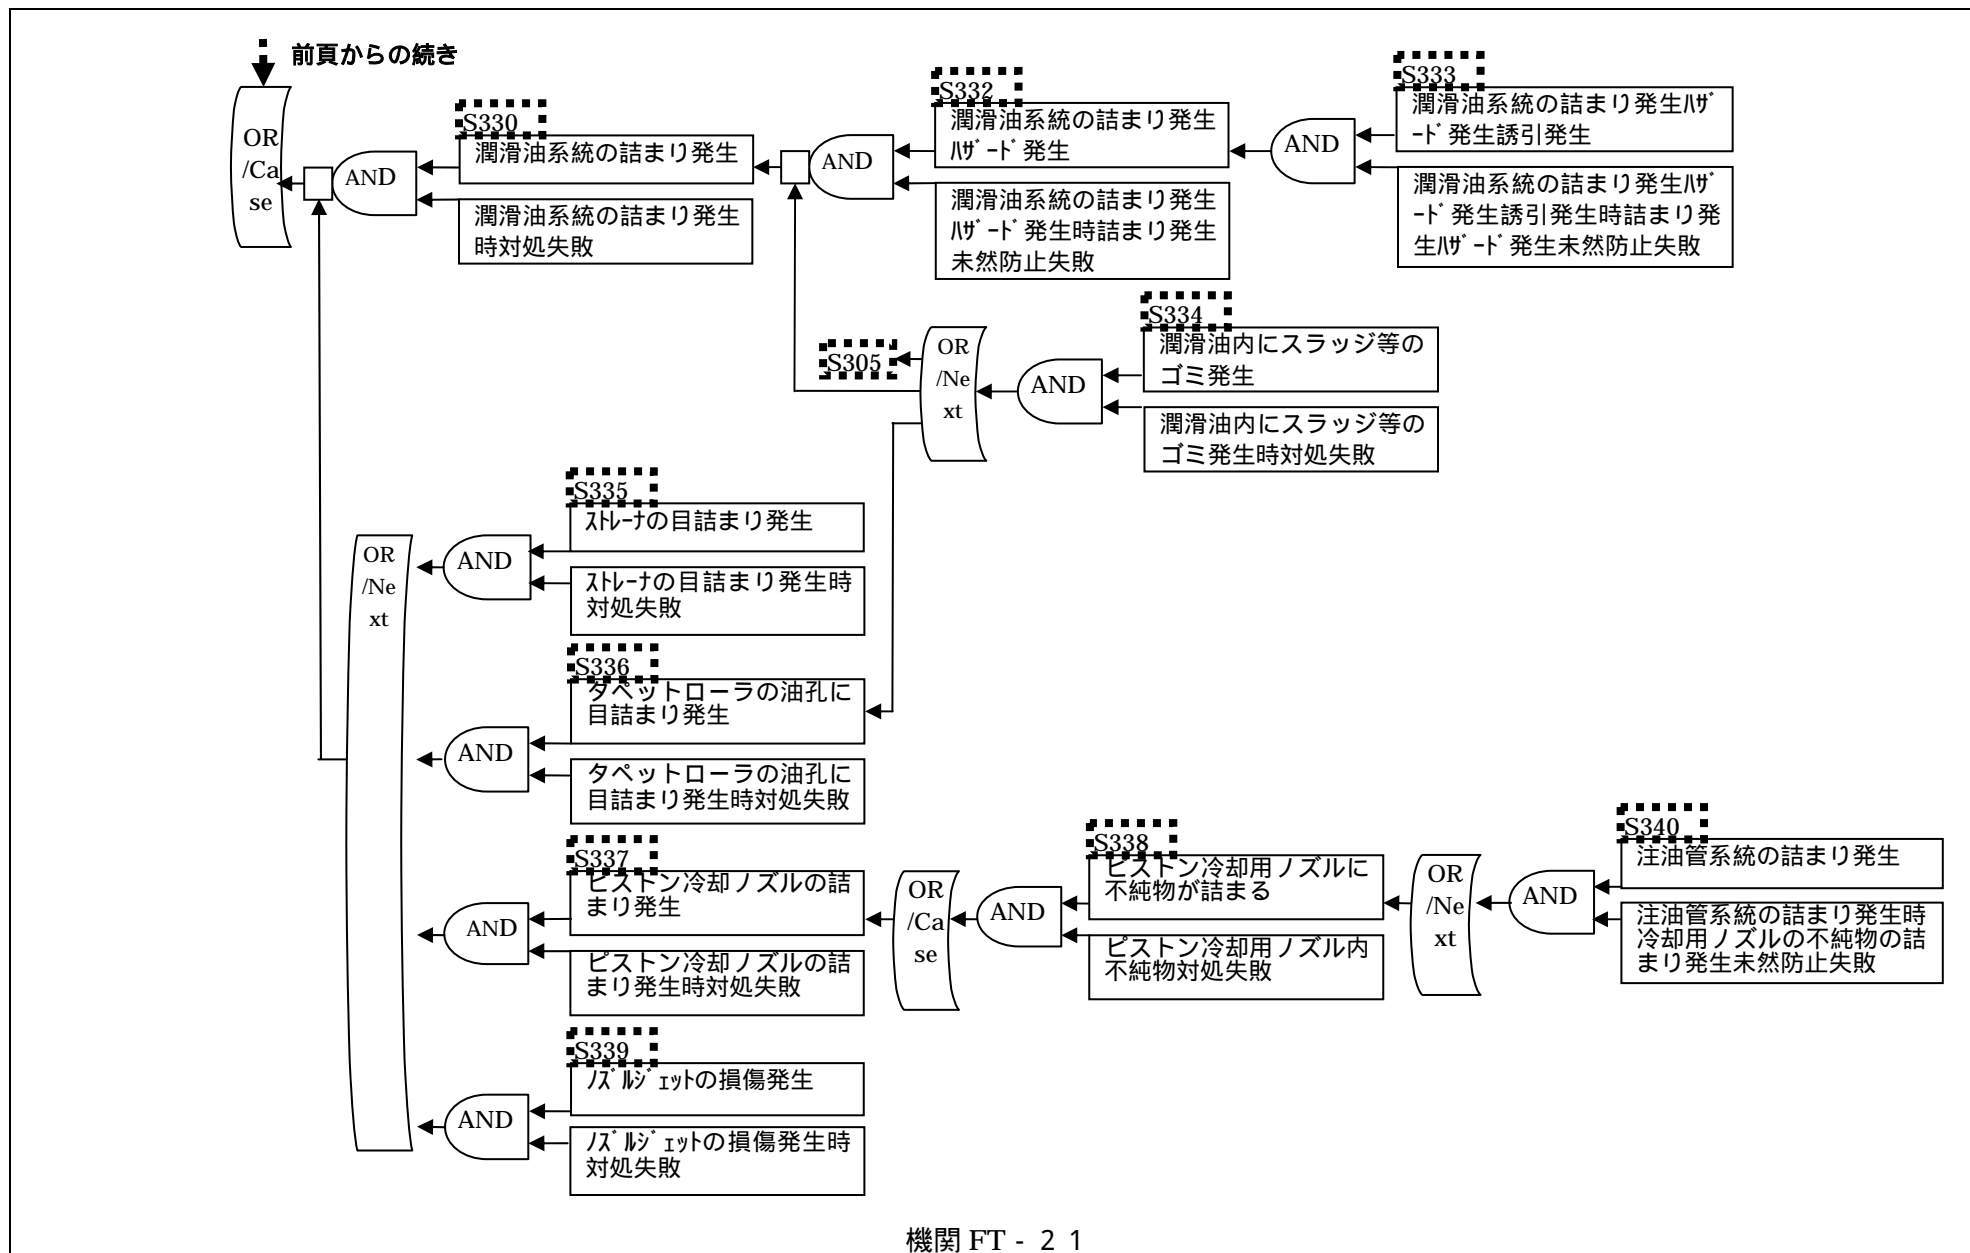 前頁からの続き
OR
/Ca
se
AND
S330
潤滑油系統の詰まり発生
潤滑油系統の詰まり発生
時対処失敗
AND
S332
潤滑油系統の詰まり発生
ﾊｻﾞｰﾄﾞ発生
潤滑油系統の詰まり発生
ﾊｻﾞｰﾄﾞ発生時詰まり発生
未然防止失敗
AND
S333
潤滑油系統の詰まり発生ﾊｻﾞ
ｰﾄﾞ発生誘引発生
潤滑油系統の詰まり発生ﾊｻﾞ
ｰﾄﾞ発生誘引発生時詰まり発
生ﾊｻﾞｰﾄﾞ発生未然防止失敗
S305
OR
/Ne
xt
AND
S334
潤滑油内にスラッジ等の
ゴミ発生
潤滑油内にスラッジ等の
ゴミ発生時対処失敗
OR
/Ne
xt
AND
S335
ｽﾄﾚｰﾅの目詰まり発生
ｽﾄﾚｰﾅの目詰まり発生時
対処失敗
AND
S336
タペットローラの油孔に
目詰まり発生
タペットローラの油孔に
目詰まり発生時対処失敗
AND
S337
ピストン冷却ノズルの詰
まり発生
ピストン冷却ノズルの詰
まり発生時対処失敗
OR
/Ca
se
AND
S338
ピストン冷却用ノズルに
不純物が詰まる
ピストン冷却用ノズル内
不純物対処失敗
OR
/Ne
xt
AND
S340
注油管系統の詰まり発生
注油管系統の詰まり発生時
冷却用ノズルの不純物の詰
まり発生未然防止失敗
AND
S339
ﾉｽﾞﾙｼﾞｪｯﾄの損傷発生
ﾉｽﾞﾙｼﾞｪｯﾄの損傷発生時
対処失敗
機関 FT - ２１